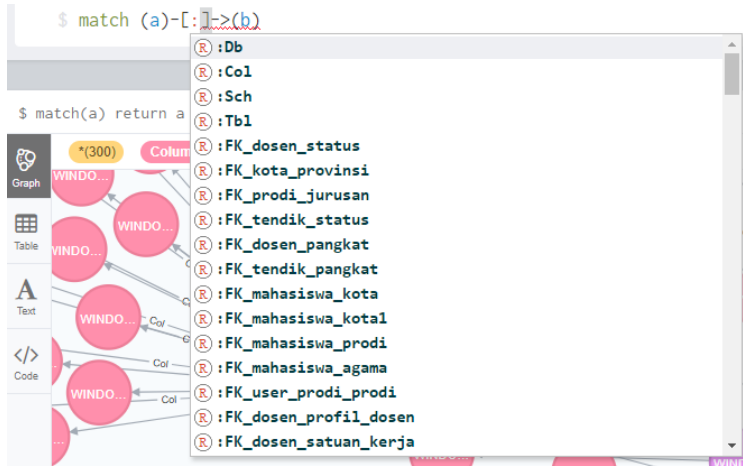 $ match (a)-[:]->(b)
:Db
:Col
:Sch
:Tbl
:FK_dosen_status
:FK_kota_provinsi
:FK_prodi_jurusan
:FK_tendik_status
:FK_dosen_pangkat
:FK_tendik_pangkat
:FK_mahasiswa_kota
:FK_mahasiswa_kota1
:FK_mahasiswa_prodi
:FK_mahasiswa_agama
:FK_user_prodi_prodi
:FK_dosen_profil_dosen
:FK_dosen_satuan_kerja
$ match(a) return a
*(300) Colum
Graph
Table
A
Text
</>
Code
WINDO...
WINDO...
WINDO...
WINDO...
WINDO...
Col
Col
Col